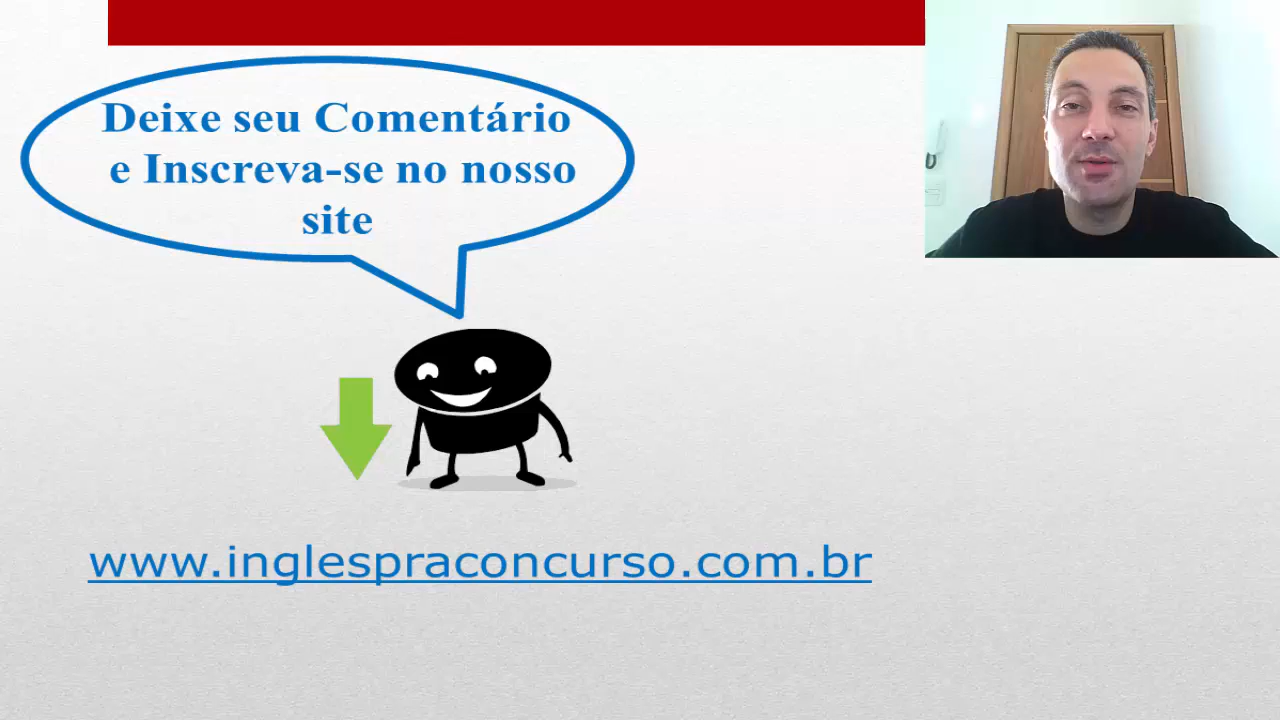 Deixe seu Comentário
e Inscreva-se no nosso
site
www.inglespraconcurso.com.br